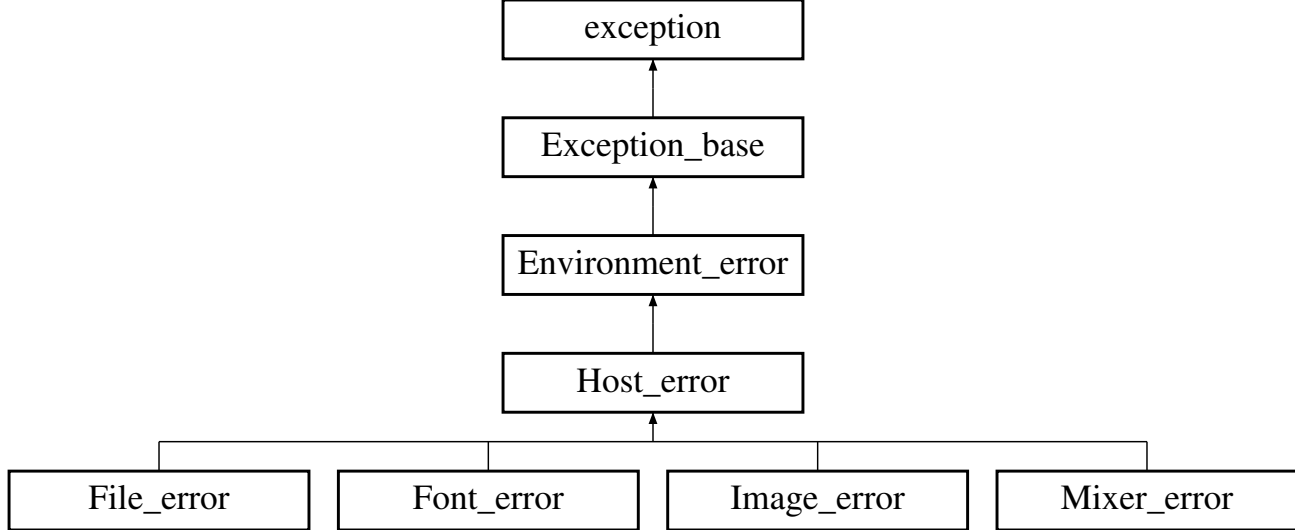 exception
Exception_base
Environment_error
Host_error
File_error
Font_error
Image_error
Mixer_error